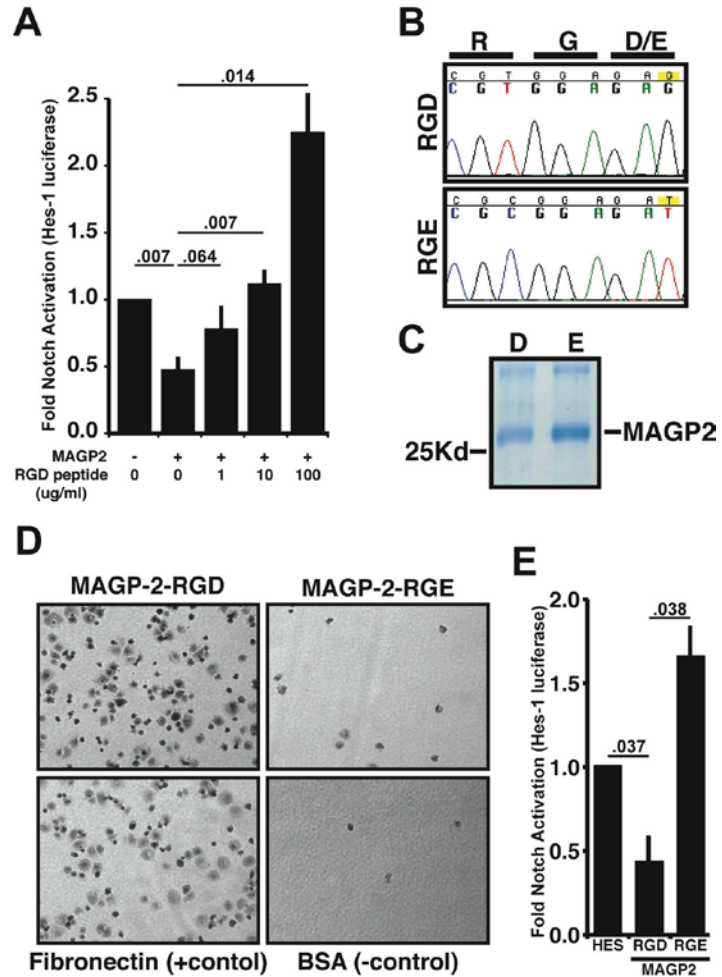 A
Fold Notch Activation (Hes-1 luciferase)
2.5
2.0
1.5
1.0
0.5
0.0
.014
.007
.007 .064
MAGP2 - + + + +
RGD peptide 0 0 1 10 100
(ug/ml)
B
R G D/E
RGD
C G T G G A G A G
C G T G G A G A G
RGE
C G C G G A G A T
C G C G G A G A T
C
D E
25Kd
MAGP2
D
MAGP-2-RGD MAGP-2-RGE
Fibronectin (+contol) BSA (-control)
E
Fold Notch Activation (Hes-1 luciferase)
2.0
1.5
1.0
0.5
0.0
.038
.037
HES RGD RGE
MAGP2